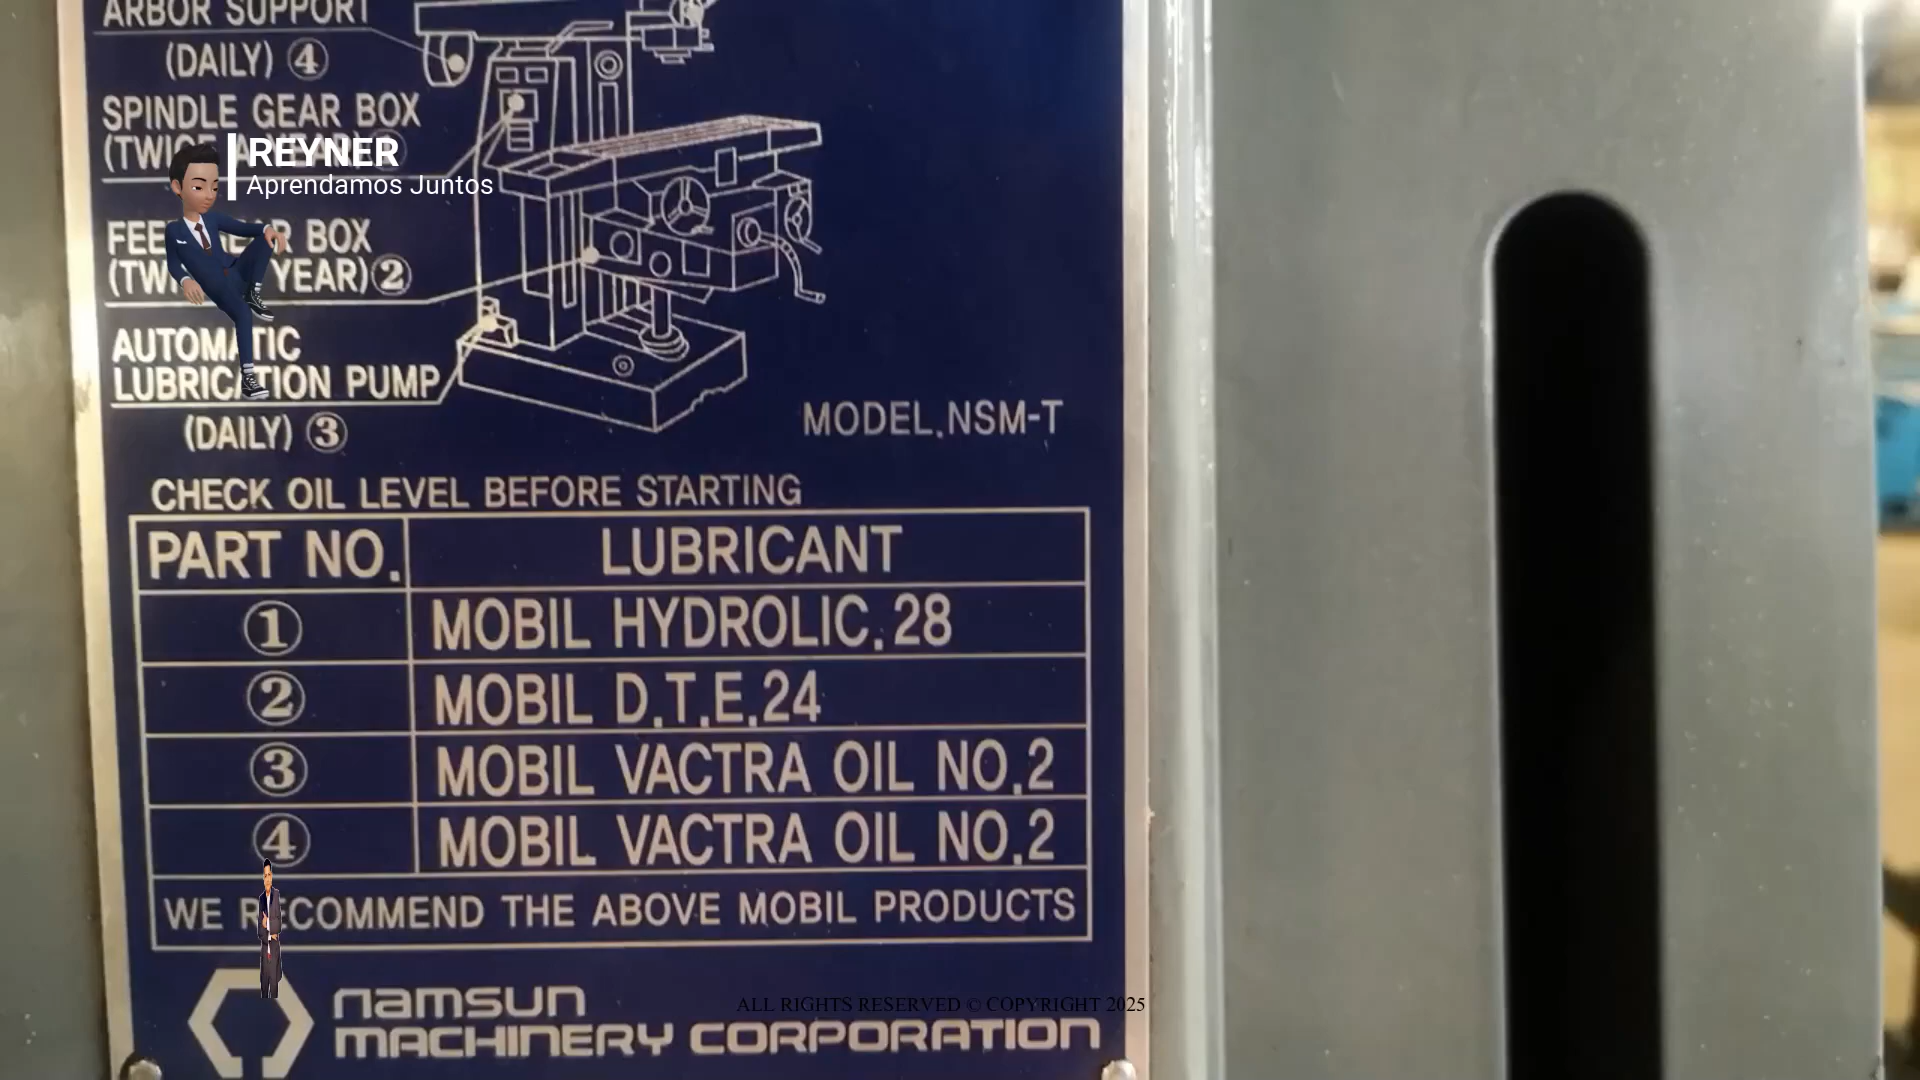 ARBOR SUPPORT
(DAILY) ④
SPINDLE GEAR BOX
REYNER
Aprendamos Juntos
BOX
YEAR) ②
AUTOMATIC
LUBRICATION PUMP
(DAILY) ③
MODEL.NSM-T
CHECK OIL LEVEL BEFORE STARTING
PART NO. LUBRICANT
① MOBIL HYDROLIC.28
② MOBIL D.T.E.24
③ MOBIL VACTRA OIL NO.2
④ MOBIL VACTRA OIL NO.2
WE RECOMMEND THE ABOVE MOBIL PRODUCTS
namsun
MACHINERY CORPORATION
ALL RIGHTS RESERVED © COPYRIGHT 2025